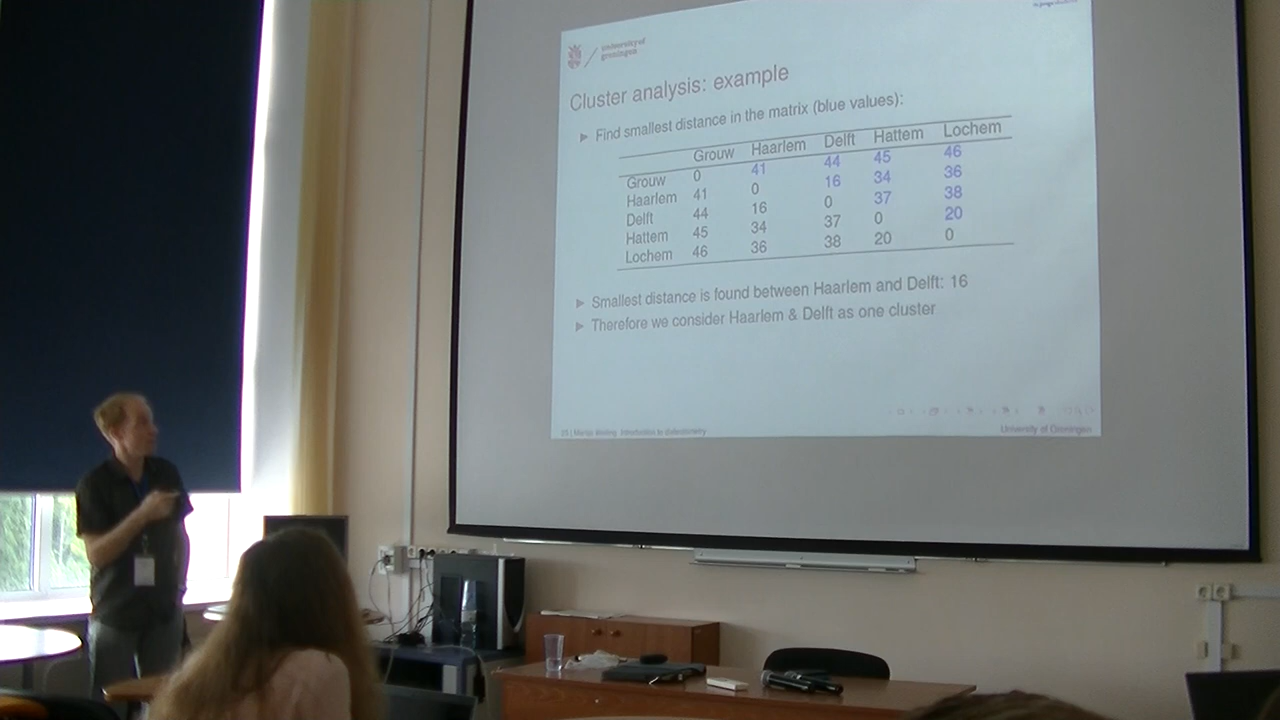 university of
groningen
Cluster analysis: example
► Find smallest distance in the matrix (blue values):
Grouw Haarlem Delft Hattem Lochem
Grouw 0 41 44 45 46
Haarlem 41 0 16 34 36
Delft 44 16 0 37 38
Hattem 45 34 37 0 20
Lochem 46 36 38 20 0
► Smallest distance is found between Haarlem and Delft: 16
► Therefore we consider Haarlem & Delft as one cluster
Introduction to dialectometry
University of Groningen